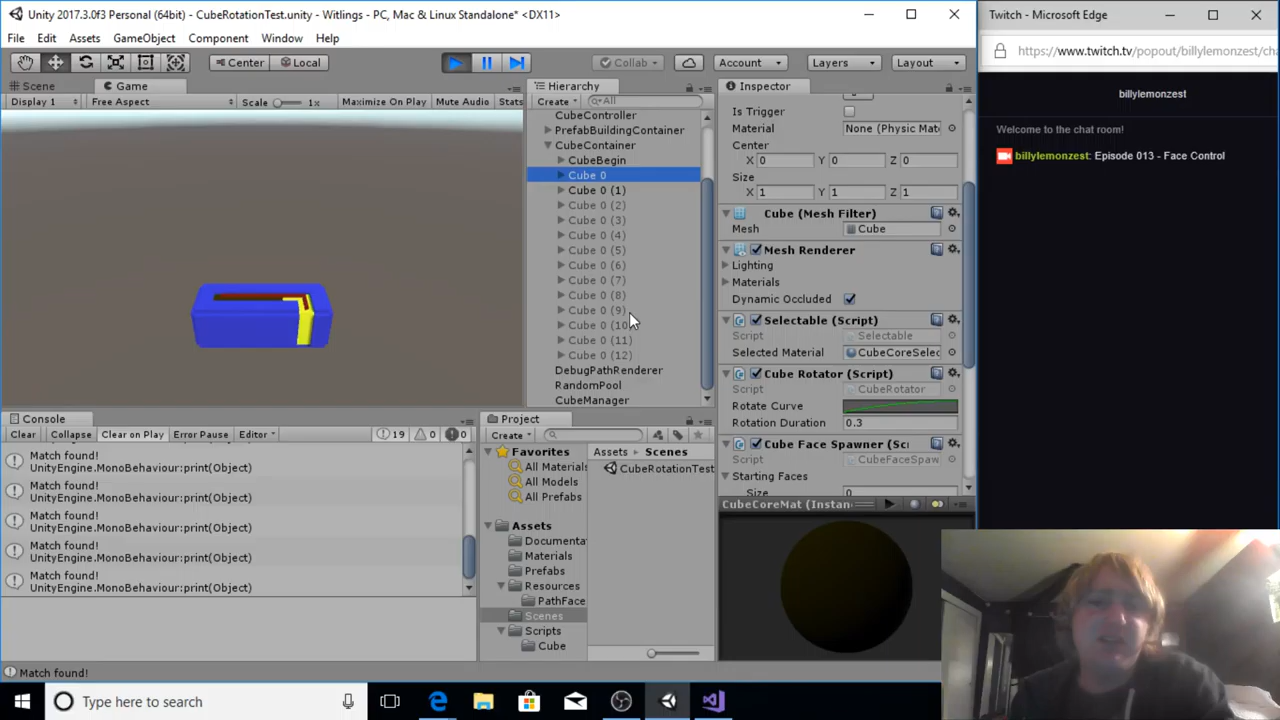 Unity 2017.3.0f3 Personal (64bit) - CubeRotationTest.unity - Witlings - PC, Mac & Linux Standalone* <DX11>
File Edit Assets GameObject Component Window Help
Center Local Collab Account Layers Layout
Scene Game
Display 1 Free Aspect Scale 1x Maximize On Play Mute Audio Stats
Hierarchy
Create All
CubeController
PrefabBuildingContainer
CubeContainer
CubeBegin
Cube 0
Cube 0 (1)
Cube 0 (2)
Cube 0 (3)
Cube 0 (4)
Cube 0 (5)
Cube 0 (6)
Cube 0 (7)
Cube 0 (8)
Cube 0 (9)
Cube 0 (10
Cube 0 (11)
Cube 0 (12)
DebugPathRenderer
RandomPool
CubeManager
Inspector
Is Trigger
Material None (Physic Mat
Center
X 0 Y 0 Z 0
Size
X 1 Y 1 Z 1
Cube (Mesh Filter)
Mesh Cube
Mesh Renderer
Lighting
Materials
Dynamic Occluded
Selectable (Script)
Script Selectable
Selected Material CubeCoreSelec
Cube Rotator (Script)
Script CubeRotator
Rotate Curve
Rotation Duration 0.3
Cube Face Spawner (Sc
Script CubeFaceSpaw
Starting Faces
Size 0
CubeCoreMat (Instan
Console
Clear Collapse Clear on Play Error Pause Editor 19 0 0
Match found!
UnityEngine.MonoBehaviour:print(Object)
Match found!
UnityEngine.MonoBehaviour:print(Object)
Match found!
UnityEngine.MonoBehaviour:print(Object)
Match found!
UnityEngine.MonoBehaviour:print(Object)
Match found!
UnityEngine.MonoBehaviour:print(Object)
Match found!
Project
Create
Favorites
All Materials
All Models
All Prefabs
Assets
Documenta
Materials
Prefabs
Resources
PathFace
Scenes
Scripts
Cube
Assets Scenes
CubeRotationTest
Twitch - Microsoft Edge
https://www.twitch.tv/popout/billylemonzest/cha
billylemonzest
Welcome to the chat room!
billylemonzest: Episode 013 - Face Control
Type here to search